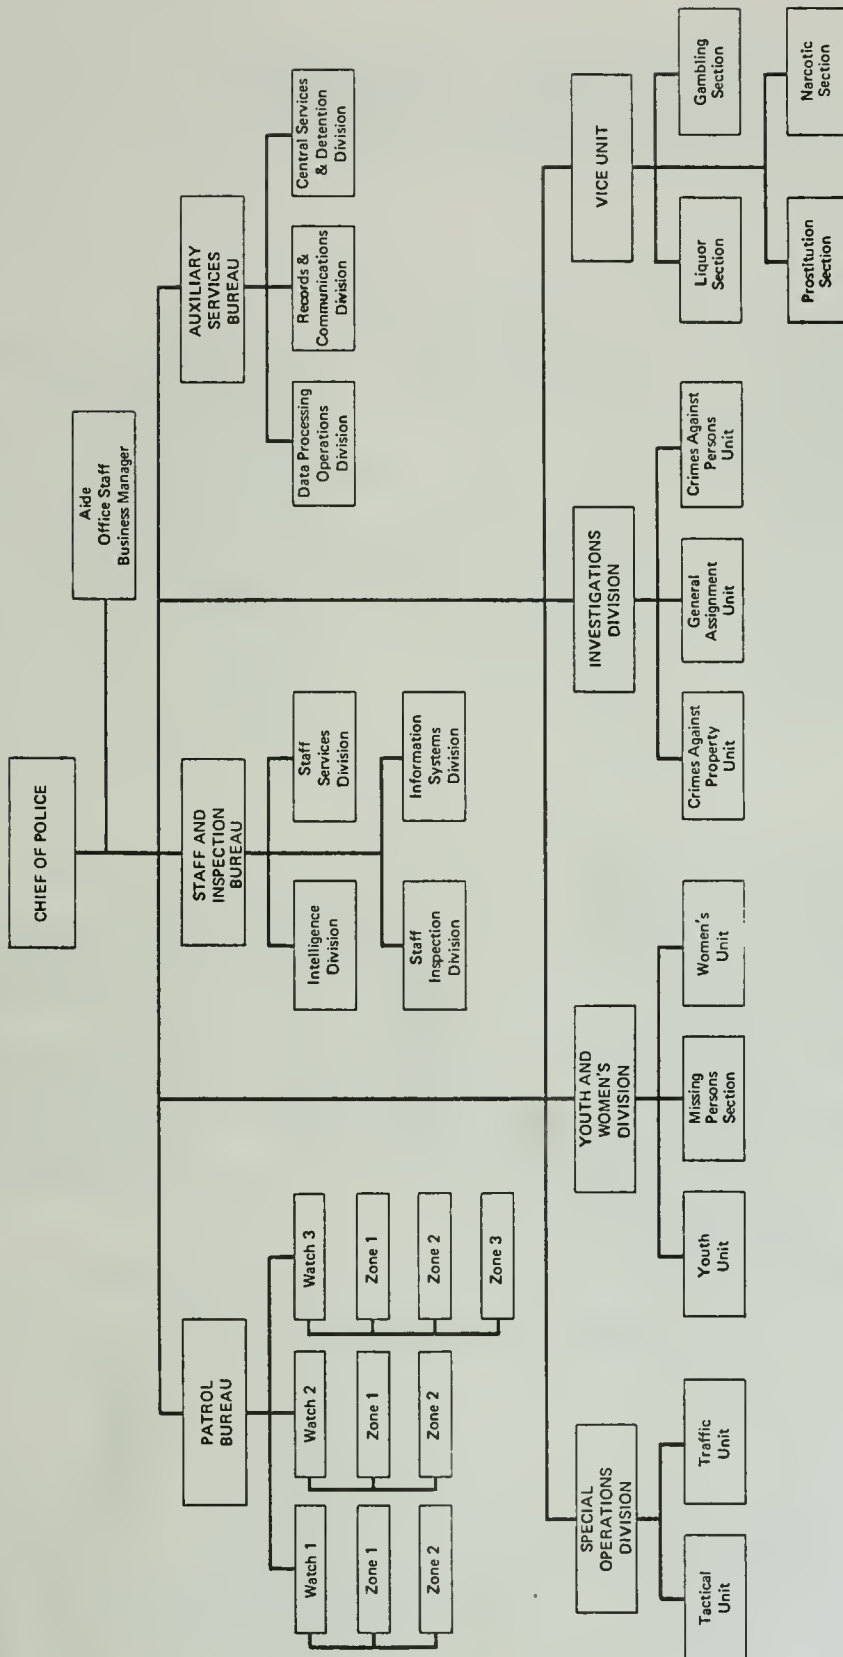 CHIEF OF POLICE
Aide
Office Staff
Business Manager
PATROL
BUREAU
STAFF AND
INSPECTION
BUREAU
AUXILIARY
SERVICES
BUREAU
Watch 1
Zone 1
Zone 2
Watch 2
Zone 1
Zone 2
Watch 3
Zone 1
Zone 2
Zone 3
Intelligence
Division
Staff
Services
Division
Staff
Inspection
Division
Information
Systems
Division
Data Processing
Operations
Division
Records &
Communications
Division
Central Services
& Detention
Division
SPECIAL
OPERATIONS
DIVISION
YOUTH AND
WOMEN'S
DIVISION
INVESTIGATIONS
DIVISION
VICE UNIT
Tactical
Unit
Traffic
Unit
Youth
Unit
Missing
Persons
Section
Women's
Unit
Crimes Against
Property
Unit
General
Assignment
Unit
Crimes Against
Persons
Unit
Liquor
Section
Gambling
Section
Prostitution
Section
Narcotic
Section